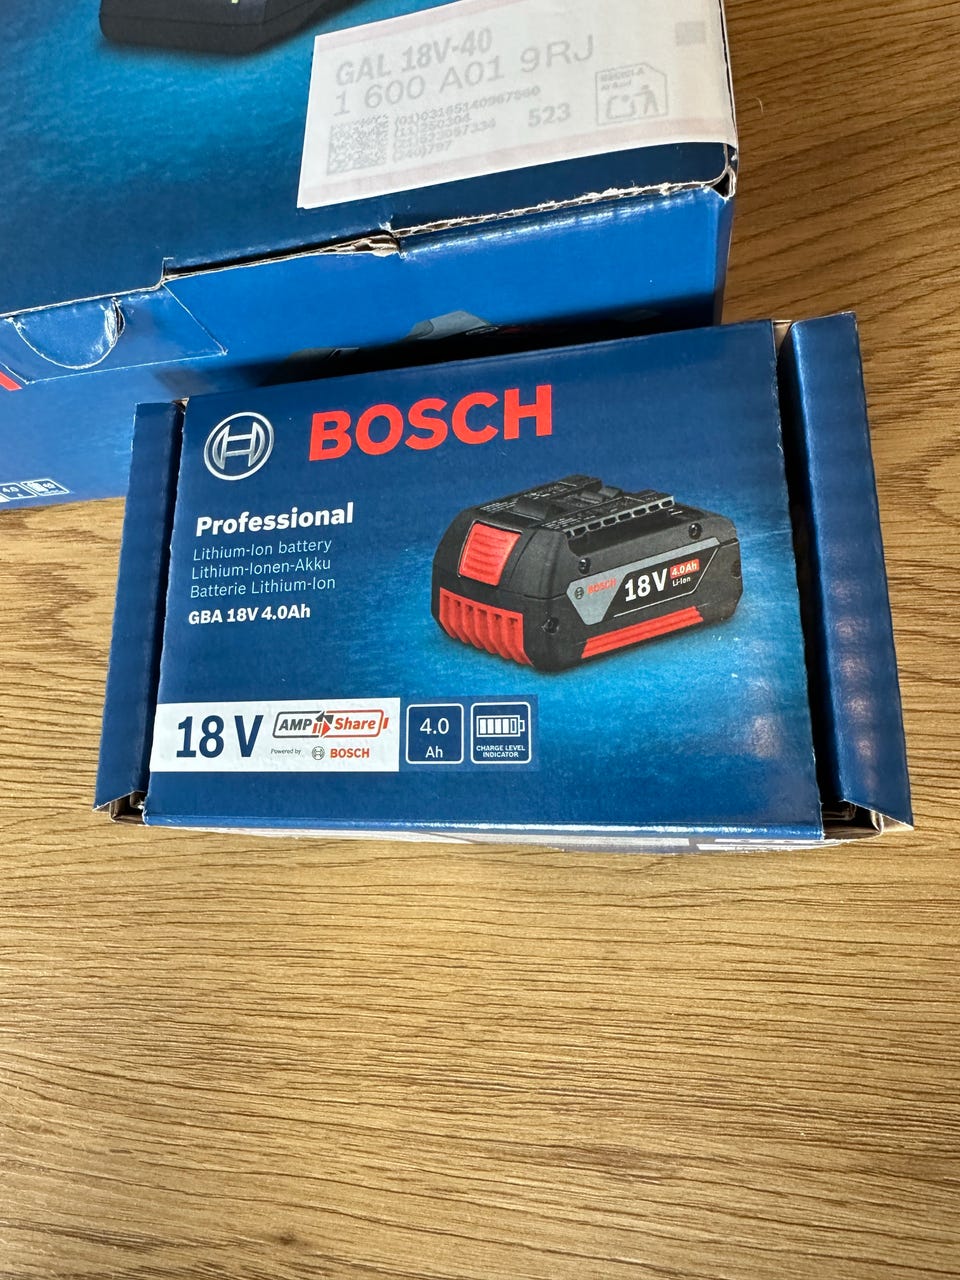 GAL 18V-40
1 600 A01 9RJ
523
BOSCH
Professional
Lithium-Ion battery
Lithium-Ionen-Akku
Batterie Lithium-Ion
GBA 18V 4.0Ah
BOSCH
18V
4.0Ah
Li-Ion
18 V
AMP Share
Powered by BOSCH
4.0
Ah
CHARGE LEVEL
INDICATOR